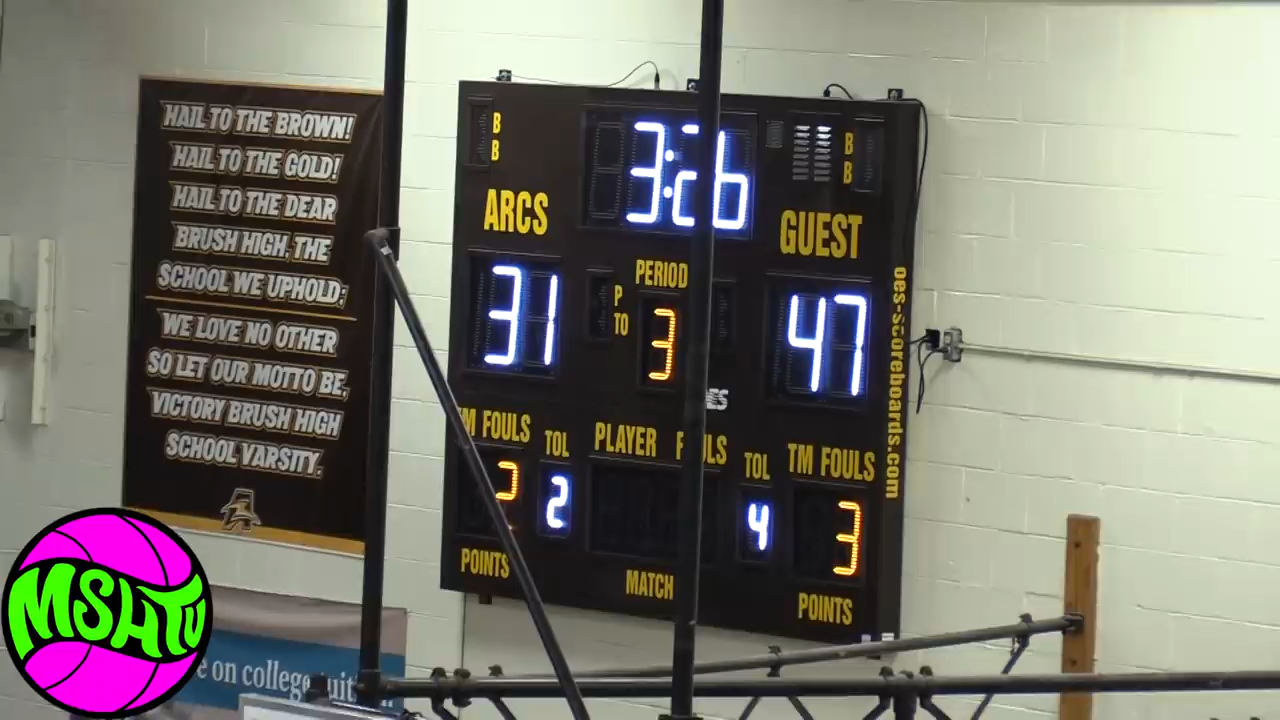 HAIL TO THE BROWN!
HAIL TO THE GOLD!
HAIL TO THE DEAR
BRUSH HIGH, THE
SCHOOL WE UPHOLD;
WE LOVE NO OTHER
SO LET OUR MOTTO BE,
VICTORY BRUSH HIGH
SCHOOL VARSITY.
B
B
3:26
B
B
ARCS
GUEST
PERIOD
31
P
TO
3
47
oes-scoreboards.com
TM FOULS
TOL
PLAYER FOULS
TOL
TM FOULS
2
4
3
POINTS
MATCH
POINTS
MSHTV
e on college